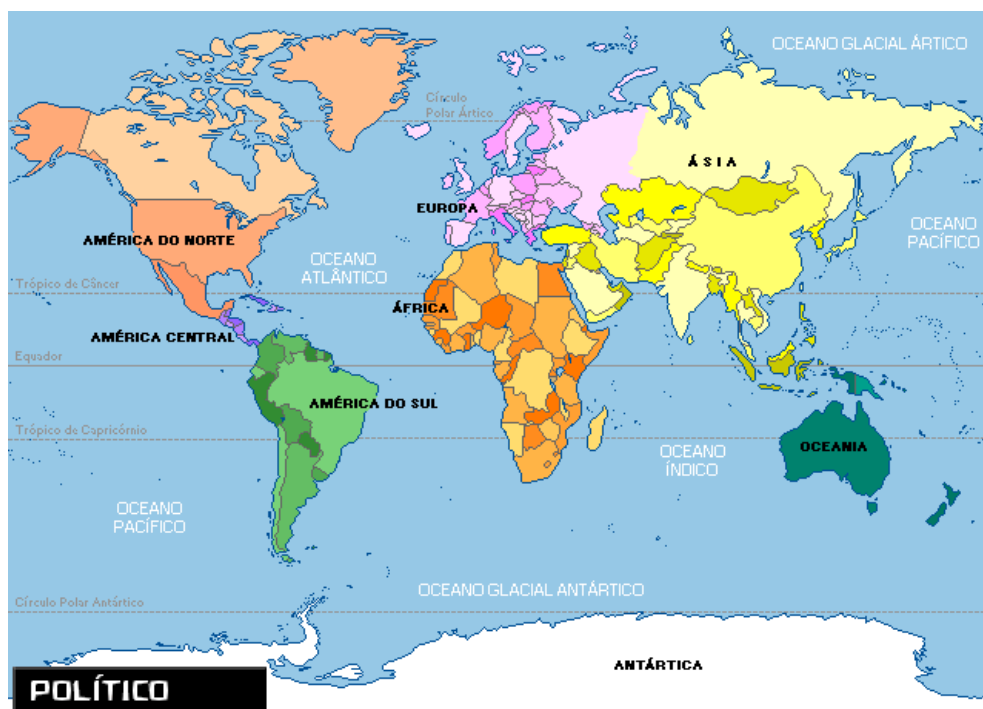 OCEANO GLACIAL ÁRTICO
Círculo
Polar Ártico
ÁSIA
EUROPA
OCEANO
PACÍFICO
AMÉRICA DO NORTE
OCEANO
ATLÂNTICO
Trópico de Câncer
ÁFRICA
AMÉRICA CENTRAL
Equador
AMÉRICA DO SUL
Trópico de Capricórnio
OCEANIA
OCEANO
ÍNDICO
OCEANO
PACÍFICO
OCEANO GLACIAL ANTÁRTICO
Círculo Polar Antártico
ANTÁRTICA
POLÍTICO